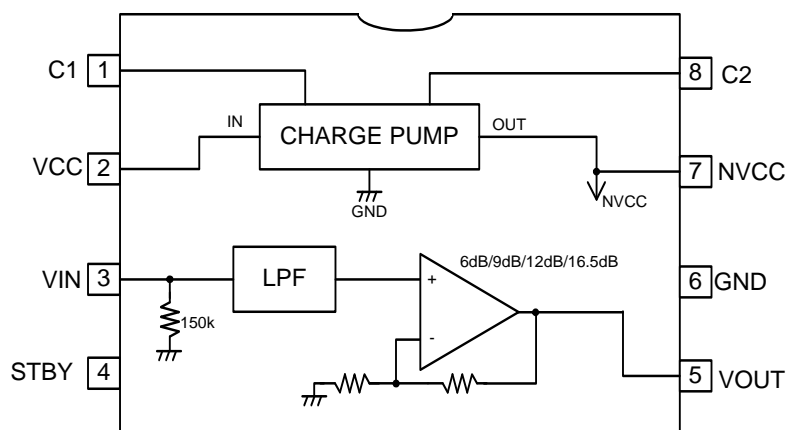 C1 1
8 C2
IN CHARGE PUMP OUT
VCC 2
7 NVCC
GND
NVCC
6dB/9dB/12dB/16.5dB
VIN 3
LPF
+
6 GND
150k
-
STBY 4
5 VOUT